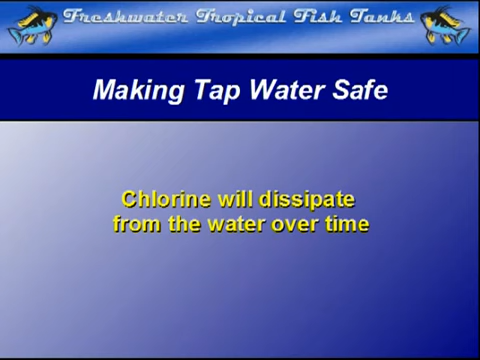 Freshwater Tropical Fish Tanks
Making Tap Water Safe
Chlorine will dissipate
from the water over time